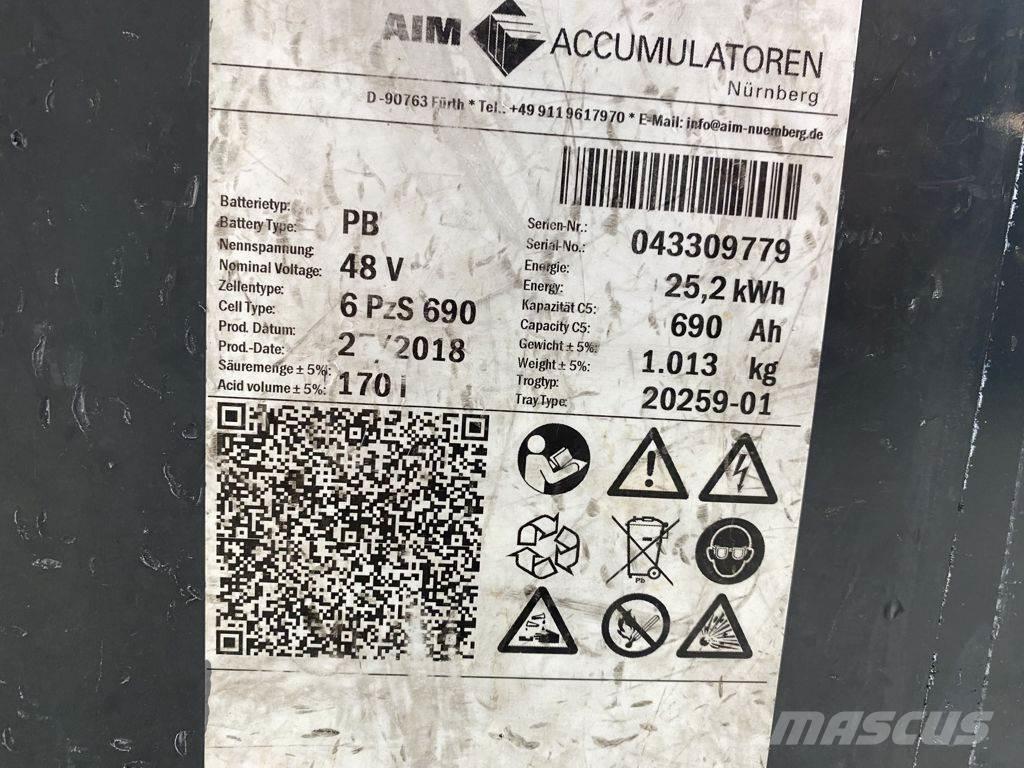 AIM ACCUMULATOREN
Nürnberg
D-90763 Fürth * Tel.: +49 911 9617970 * E-Mail: info@aim-nuernberg.de
Batterietyp:
Battery Type: PB
Nennspannung:
Nominal Voltage: 48 V
Zellentype:
Cell Type: 6 PzS 690
Prod. Datum:
Prod.-Date: /2018
Säuremenge ± 5%:
Acid volume ± 5%: 170 l
Serien-Nr.:
Serial-No.: 043309779
Energie:
Energy: 25,2 kWh
Kapazität C5:
Capacity C5: 690 Ah
Gewicht ± 5%:
Weight ± 5%: 1.013 kg
Trogtyp:
Tray Type: 20259-01
Pb
MASCUS